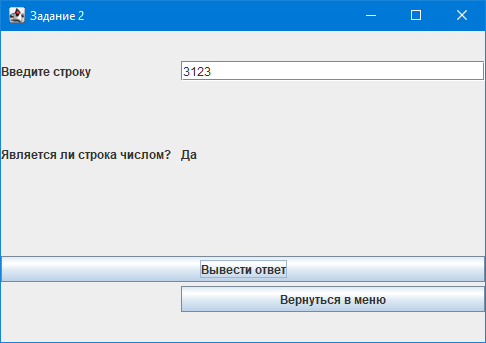 Задание 2
Введите строку 3123
Является ли строка числом? Да
Вывести ответ
Вернуться в меню